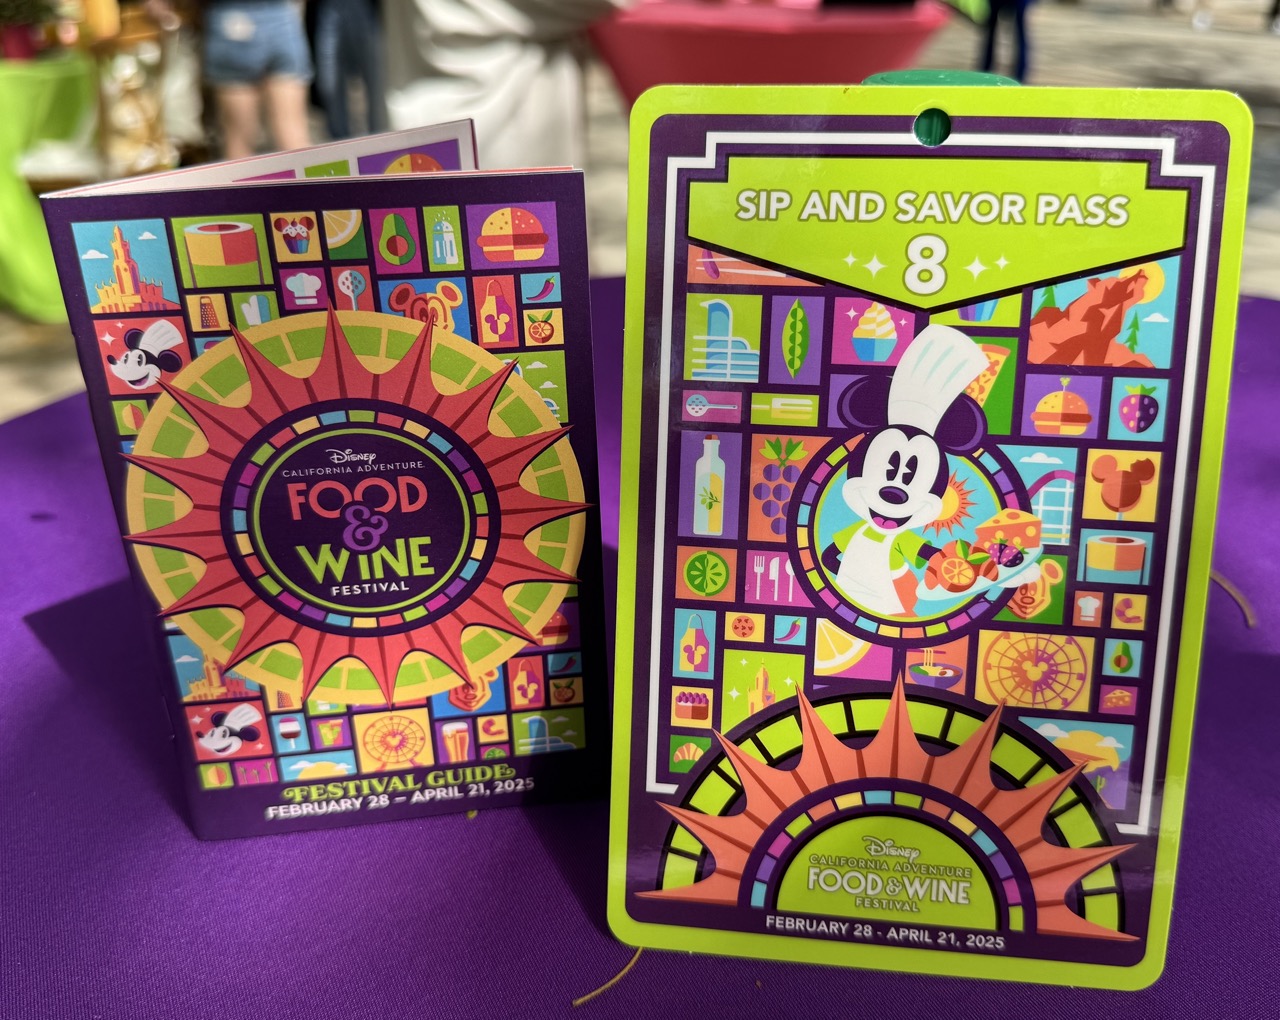 Disney
CALIFORNIA ADVENTURE
FOOD
&
WINE
FESTIVAL
FESTIVAL GUIDE
FEBRUARY 28 – APRIL 21, 2025
SIP AND SAVOR PASS
8
Disney
CALIFORNIA ADVENTURE
FOOD & WINE
FESTIVAL
FEBRUARY 28 - APRIL 21, 2025